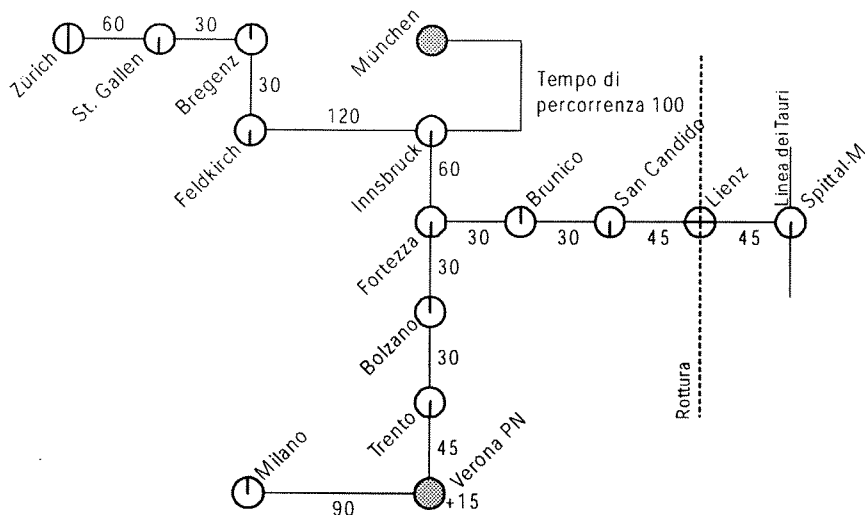 60
30
Zürich
St. Gallen
Bregenz
München
30
Tempo di
percorrenza 100
120
Feldkirch
Innsbruck
60
Brunico
San Candido
Lienz
Linea dei Tauri
Spittal-M
Fortezza
30
30
45
45
30
Bolzano
30
Rottura
Trento
45
Milano
Verona PN
90
+15